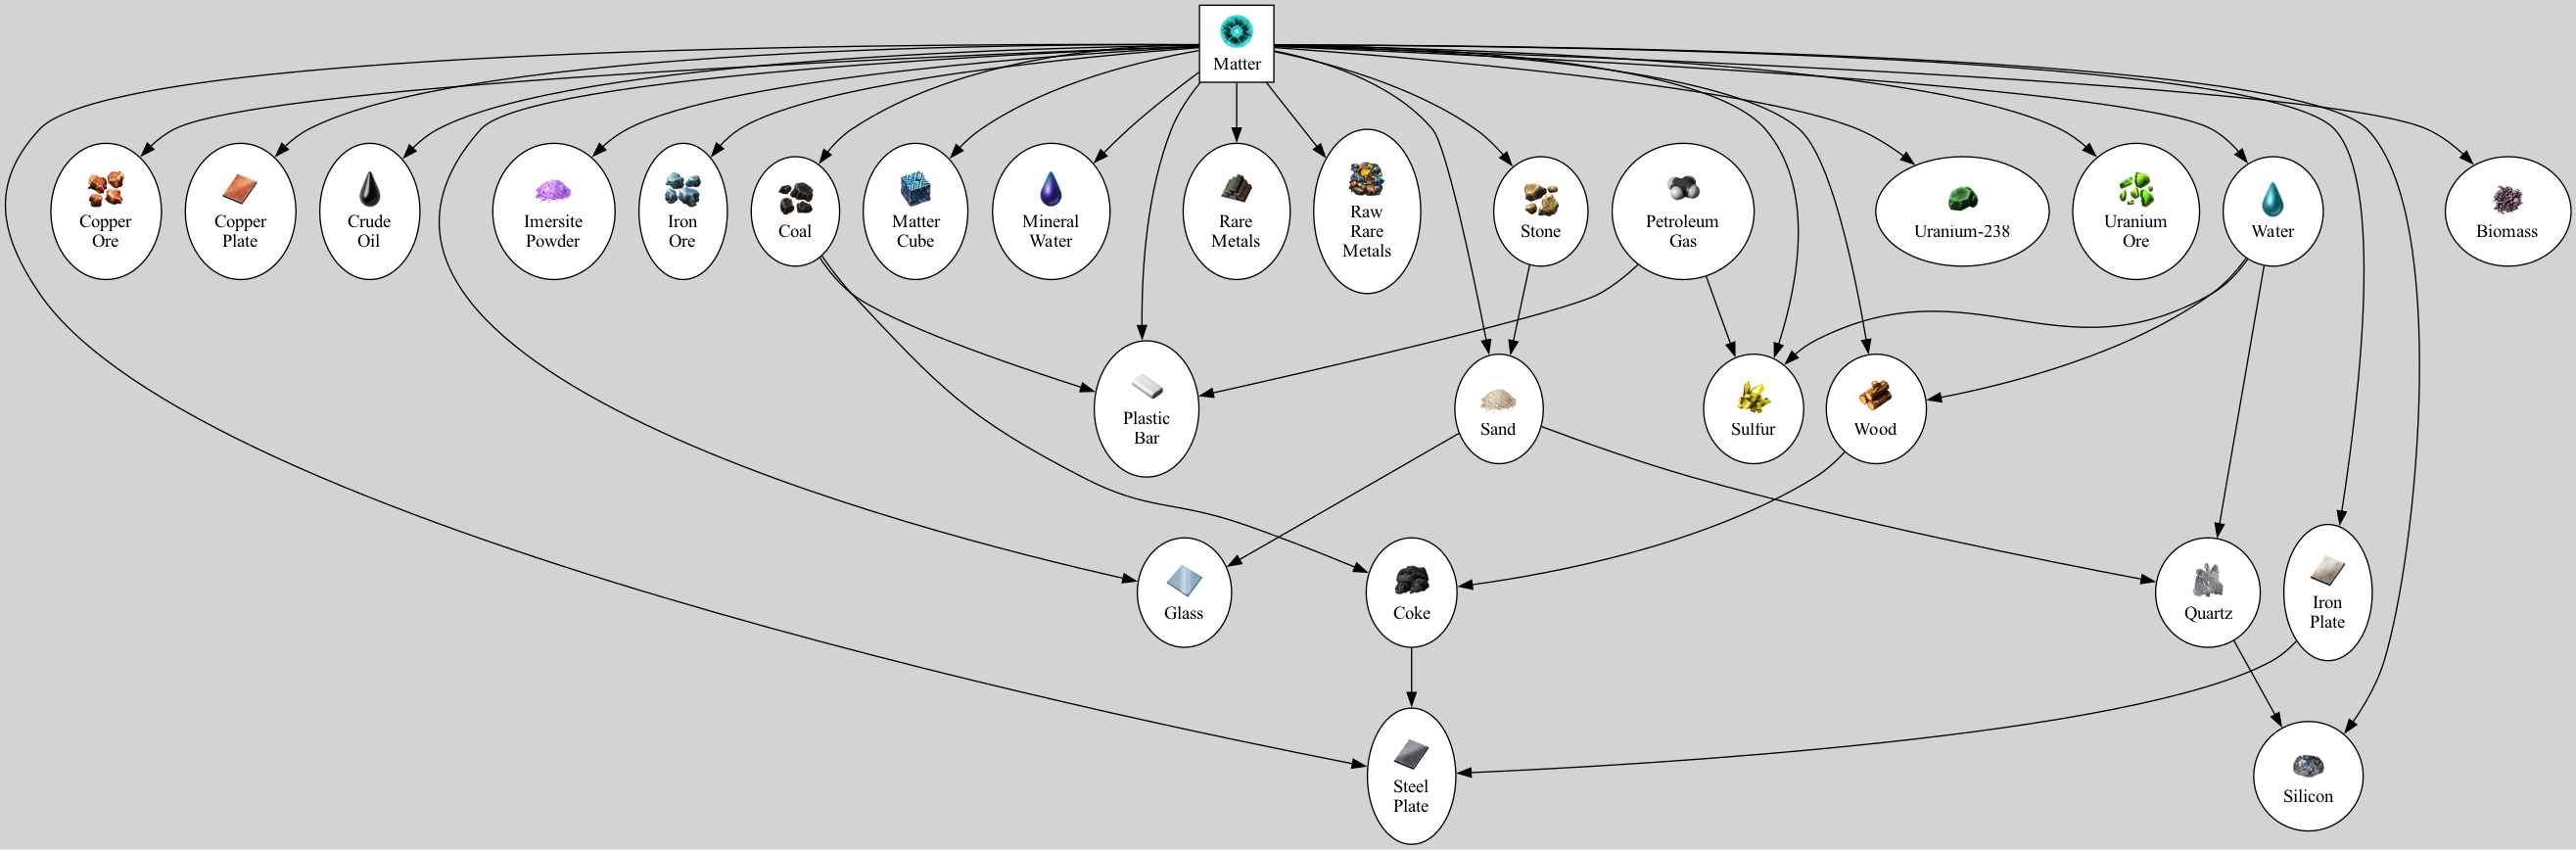 Matter
Copper
Ore
Copper
Plate
Crude
Oil
Imersite
Powder
Iron
Ore
Coal
Matter
Cube
Mineral
Water
Rare
Metals
Raw
Rare
Metals
Stone
Petroleum
Gas
Uranium-238
Uranium
Ore
Water
Biomass
Plastic
Bar
Sand
Sulfur
Wood
Glass
Coke
Quartz
Iron
Plate
Steel
Plate
Silicon